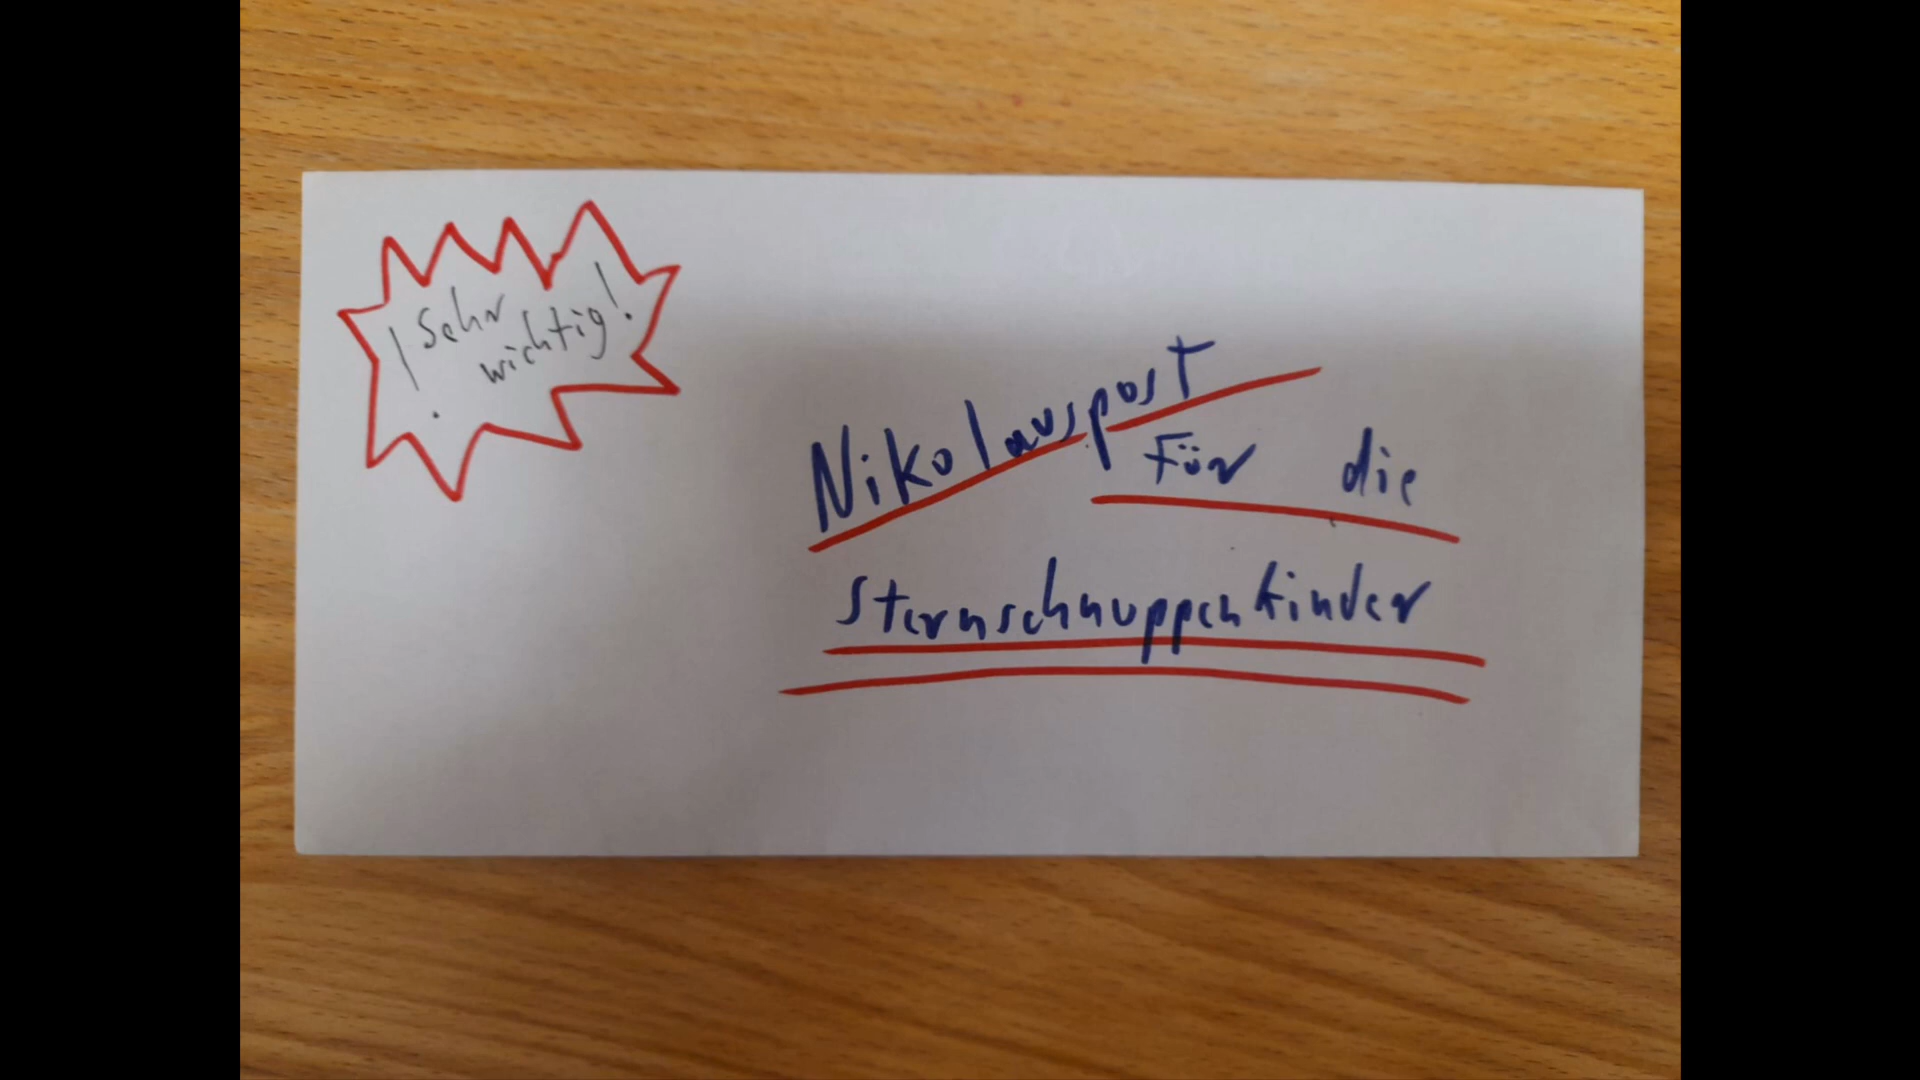 ! Sehr
wichtig!
Nikolauspost
Für die
Sternschnuppenkinder